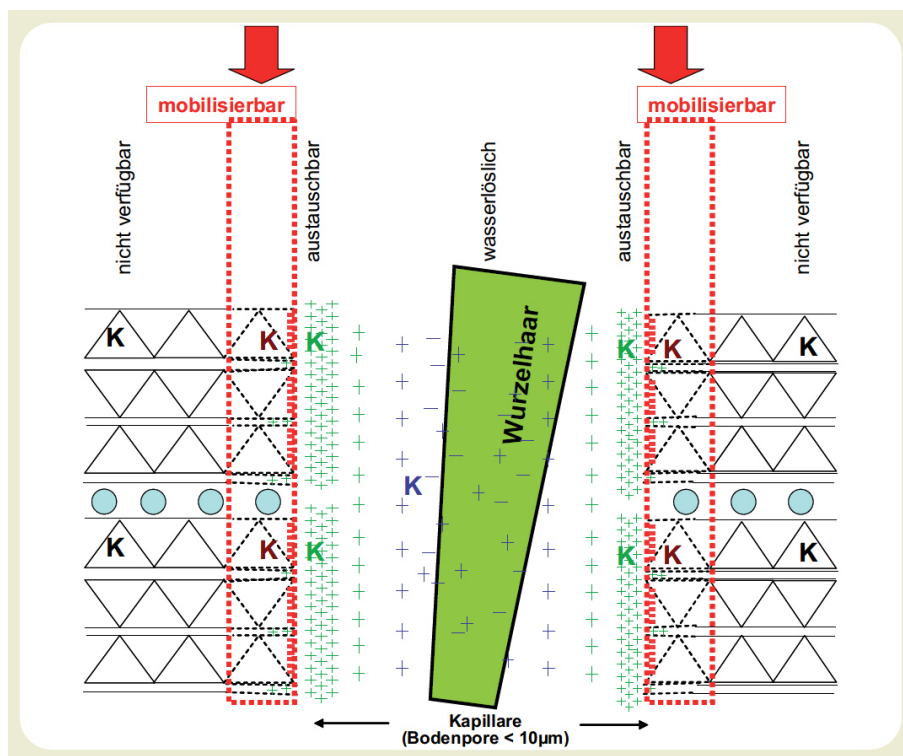 mobilisierbar
mobilisierbar
nicht verfügbar
austauschbar
wasserlöslich
austauschbar
nicht verfügbar
Wurzelhaar
K K K K K K
K
K K K K K K
Kapillare
(Bodenpore < 10µm)